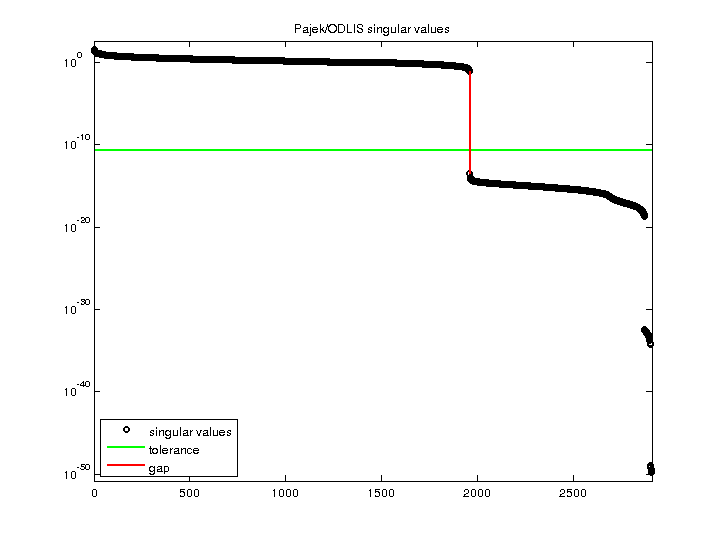 Pajek/ODLIS singular values
10^0
10^-10
10^-20
10^-30
10^-40
10^-50
singular values
tolerance
gap
0 500 1000 1500 2000 2500